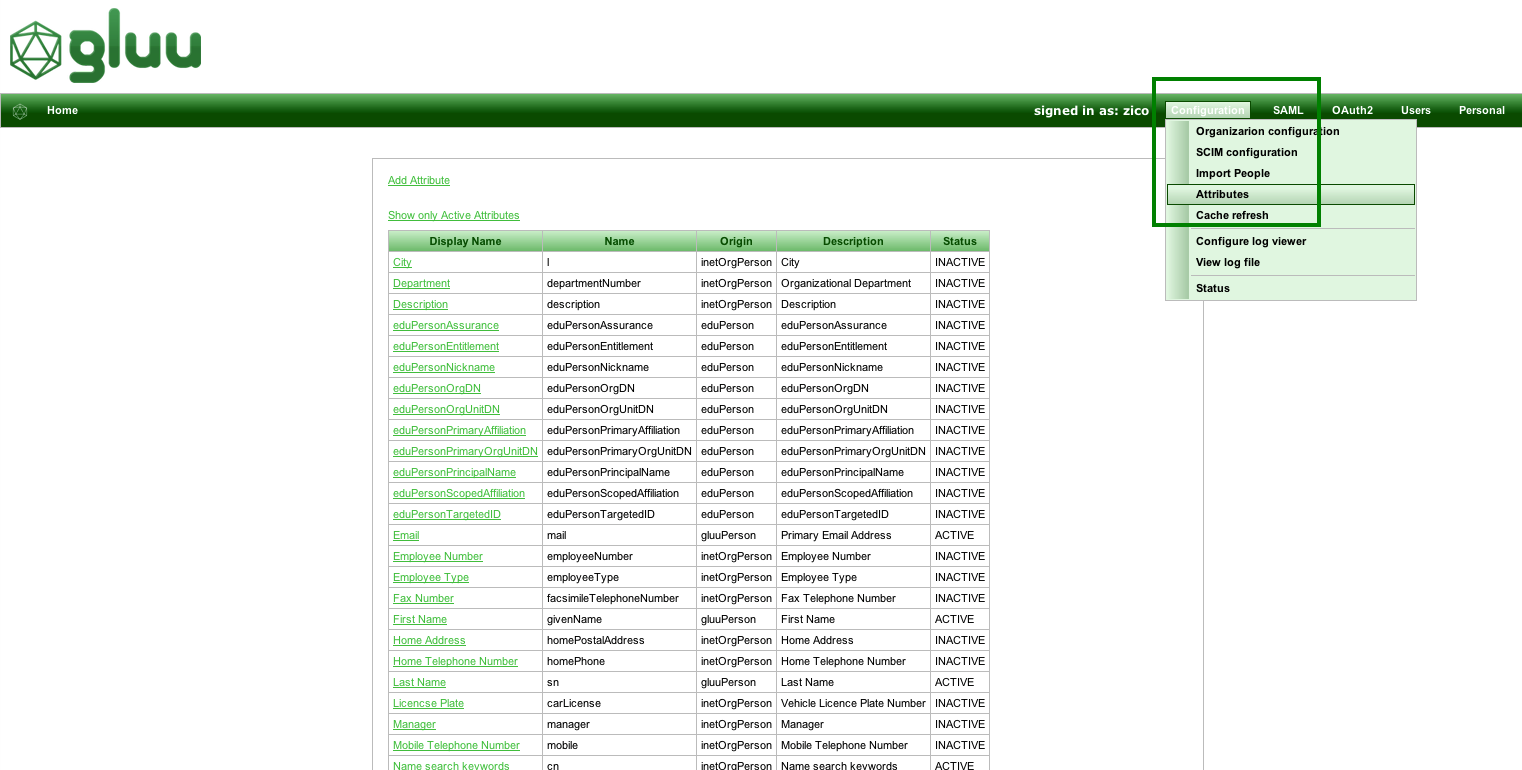 gluu
Home signed in as: zico Configuration SAML OAuth2 Users Personal
Organizarion configuration
SCIM configuration
Import People
Attributes
Cache refresh
Configure log viewer
View log file
Status
Add Attribute
Show only Active Attributes
Display Name Name Origin Description Status
City l inetOrgPerson City INACTIVE
Department departmentNumber inetOrgPerson Organizational Department INACTIVE
Description description inetOrgPerson Description INACTIVE
eduPersonAssurance eduPersonAssurance eduPerson eduPersonAssurance INACTIVE
eduPersonEntitlement eduPersonEntitlement eduPerson eduPersonEntitlement INACTIVE
eduPersonNickname eduPersonNickname eduPerson eduPersonNickname INACTIVE
eduPersonOrgDN eduPersonOrgDN eduPerson eduPersonOrgDN INACTIVE
eduPersonOrgUnitDN eduPersonOrgUnitDN eduPerson eduPersonOrgUnitDN INACTIVE
eduPersonPrimaryAffiliation eduPersonPrimaryAffiliation eduPerson eduPersonPrimaryAffiliation INACTIVE
eduPersonPrimaryOrgUnitDN eduPersonPrimaryOrgUnitDN eduPerson eduPersonPrimaryOrgUnitDN INACTIVE
eduPersonPrincipalName eduPersonPrincipalName eduPerson eduPersonPrincipalName INACTIVE
eduPersonScopedAffiliation eduPersonScopedAffiliation eduPerson eduPersonScopedAffiliation INACTIVE
eduPersonTargetedID eduPersonTargetedID eduPerson eduPersonTargetedID INACTIVE
Email mail gluuPerson Primary Email Address ACTIVE
Employee Number employeeNumber inetOrgPerson Employee Number INACTIVE
Employee Type employeeType inetOrgPerson Employee Type INACTIVE
Fax Number facsimileTelephoneNumber inetOrgPerson Fax Telephone Number INACTIVE
First Name givenName gluuPerson First Name ACTIVE
Home Address homePostalAddress inetOrgPerson Home Address INACTIVE
Home Telephone Number homePhone inetOrgPerson Home Telephone Number INACTIVE
Last Name sn gluuPerson Last Name ACTIVE
Licencse Plate carLicense inetOrgPerson Vehicle Licence Plate Number INACTIVE
Manager manager inetOrgPerson Manager INACTIVE
Mobile Telephone Number mobile inetOrgPerson Mobile Telephone Number INACTIVE
Name search keywords cn inetOrgPerson Name search keywords ACTIVE